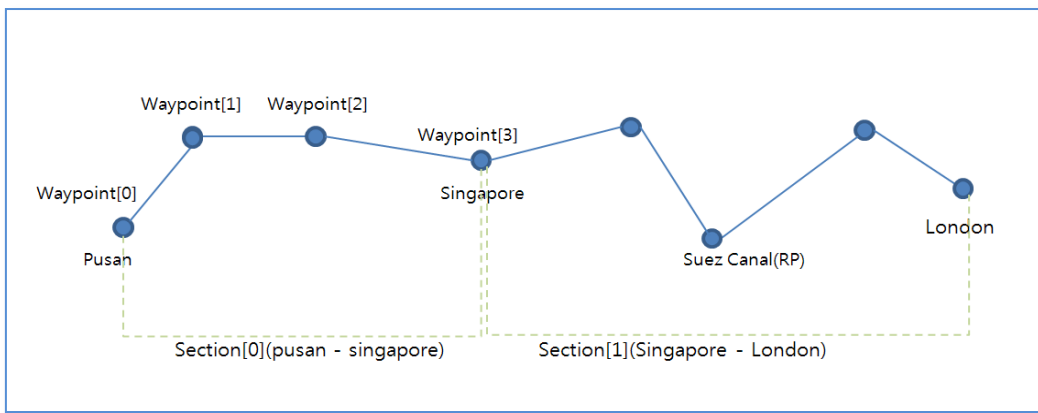 Waypoint[1]
Waypoint[2]
Waypoint[3]
Waypoint[0]
Singapore
London
Pusan
Suez Canal(RP)
Section[0](pusan - singapore)
Section[1](Singapore - London)